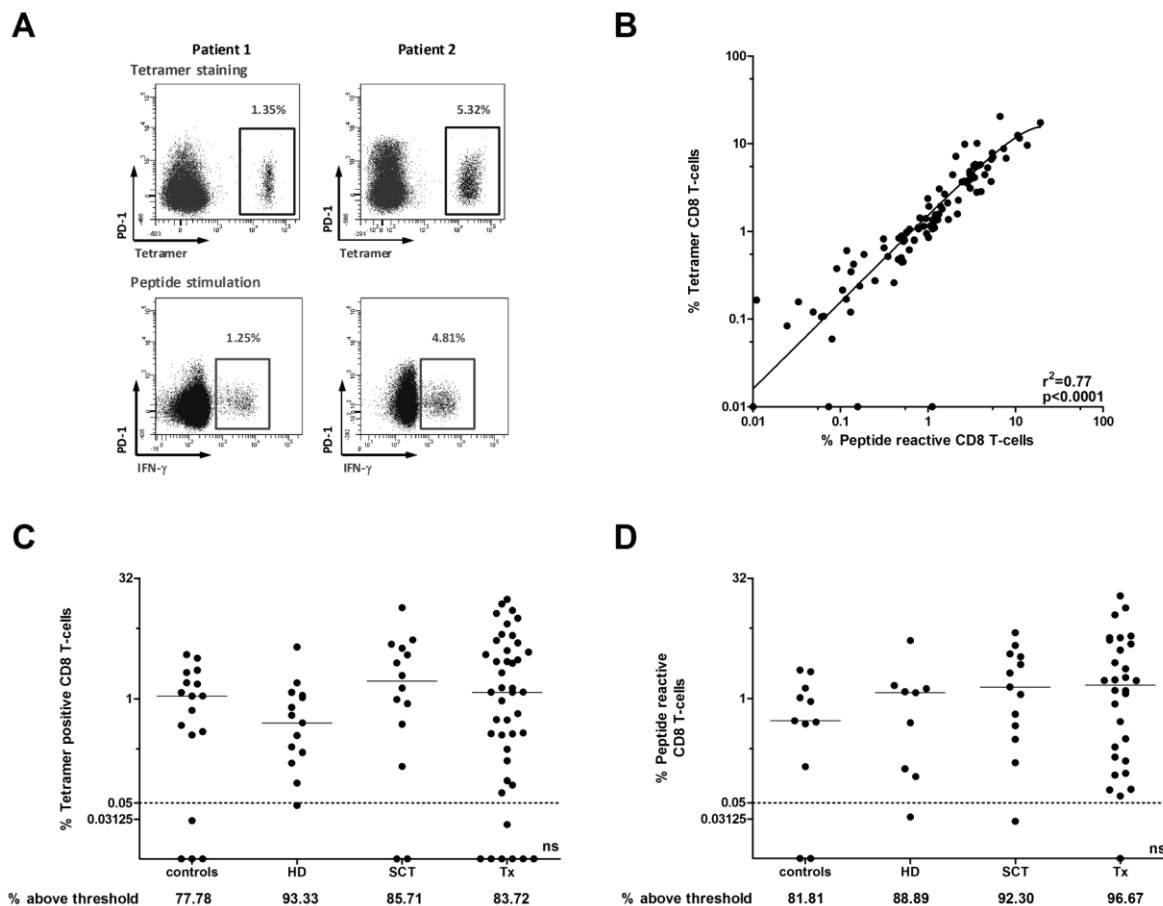 A
Patient 1
Patient 2
Tetramer staining
1.35%
5.32%
PD-1
PD-1
Tetramer
Tetramer
Peptide stimulation
1.25%
4.81%
PD-1
PD-1
IFN-γ
IFN-γ
B
100
10
1
0.1
0.01
% Tetramer CD8 T-cells
r²=0.77
p<0.0001
0.01
0.1
1
10
100
% Peptide reactive CD8 T-cells
C
32
1
0.05
0.03125
% Tetramer positive CD8 T-cells
ns
controls
HD
SCT
Tx
% above threshold
77.78
93.33
85.71
83.72
D
32
1
0.05
0.03125
% Peptide reactive
CD8 T-cells
ns
controls
HD
SCT
Tx
% above threshold
81.81
88.89
92.30
96.67